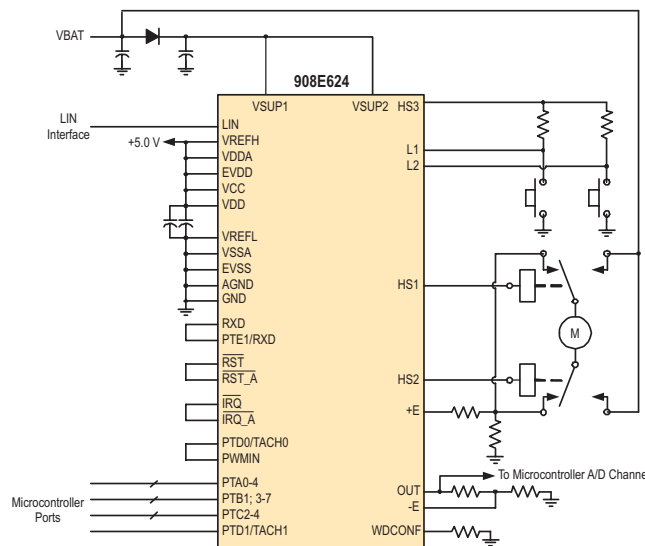 VBAT
908E624
VSUP1
VSUP2
HS3
LIN
Interface
LIN
+5.0 V
VREFH
VDDA
EVDD
VCC
VDD
VREFL
VSSA
EVSS
AGND
GND
L1
L2
HS1
M
RXD
PTE1/RXD
RST
RST_A
HS2
+E
IRQ
IRQ_A
PTD0/TACH0
PWMIN
To Microcontroller A/D Channel
Microcontroller
Ports
PTA0-4
PTB1; 3-7
PTC2-4
PTD1/TACH1
OUT
-E
WDCONF